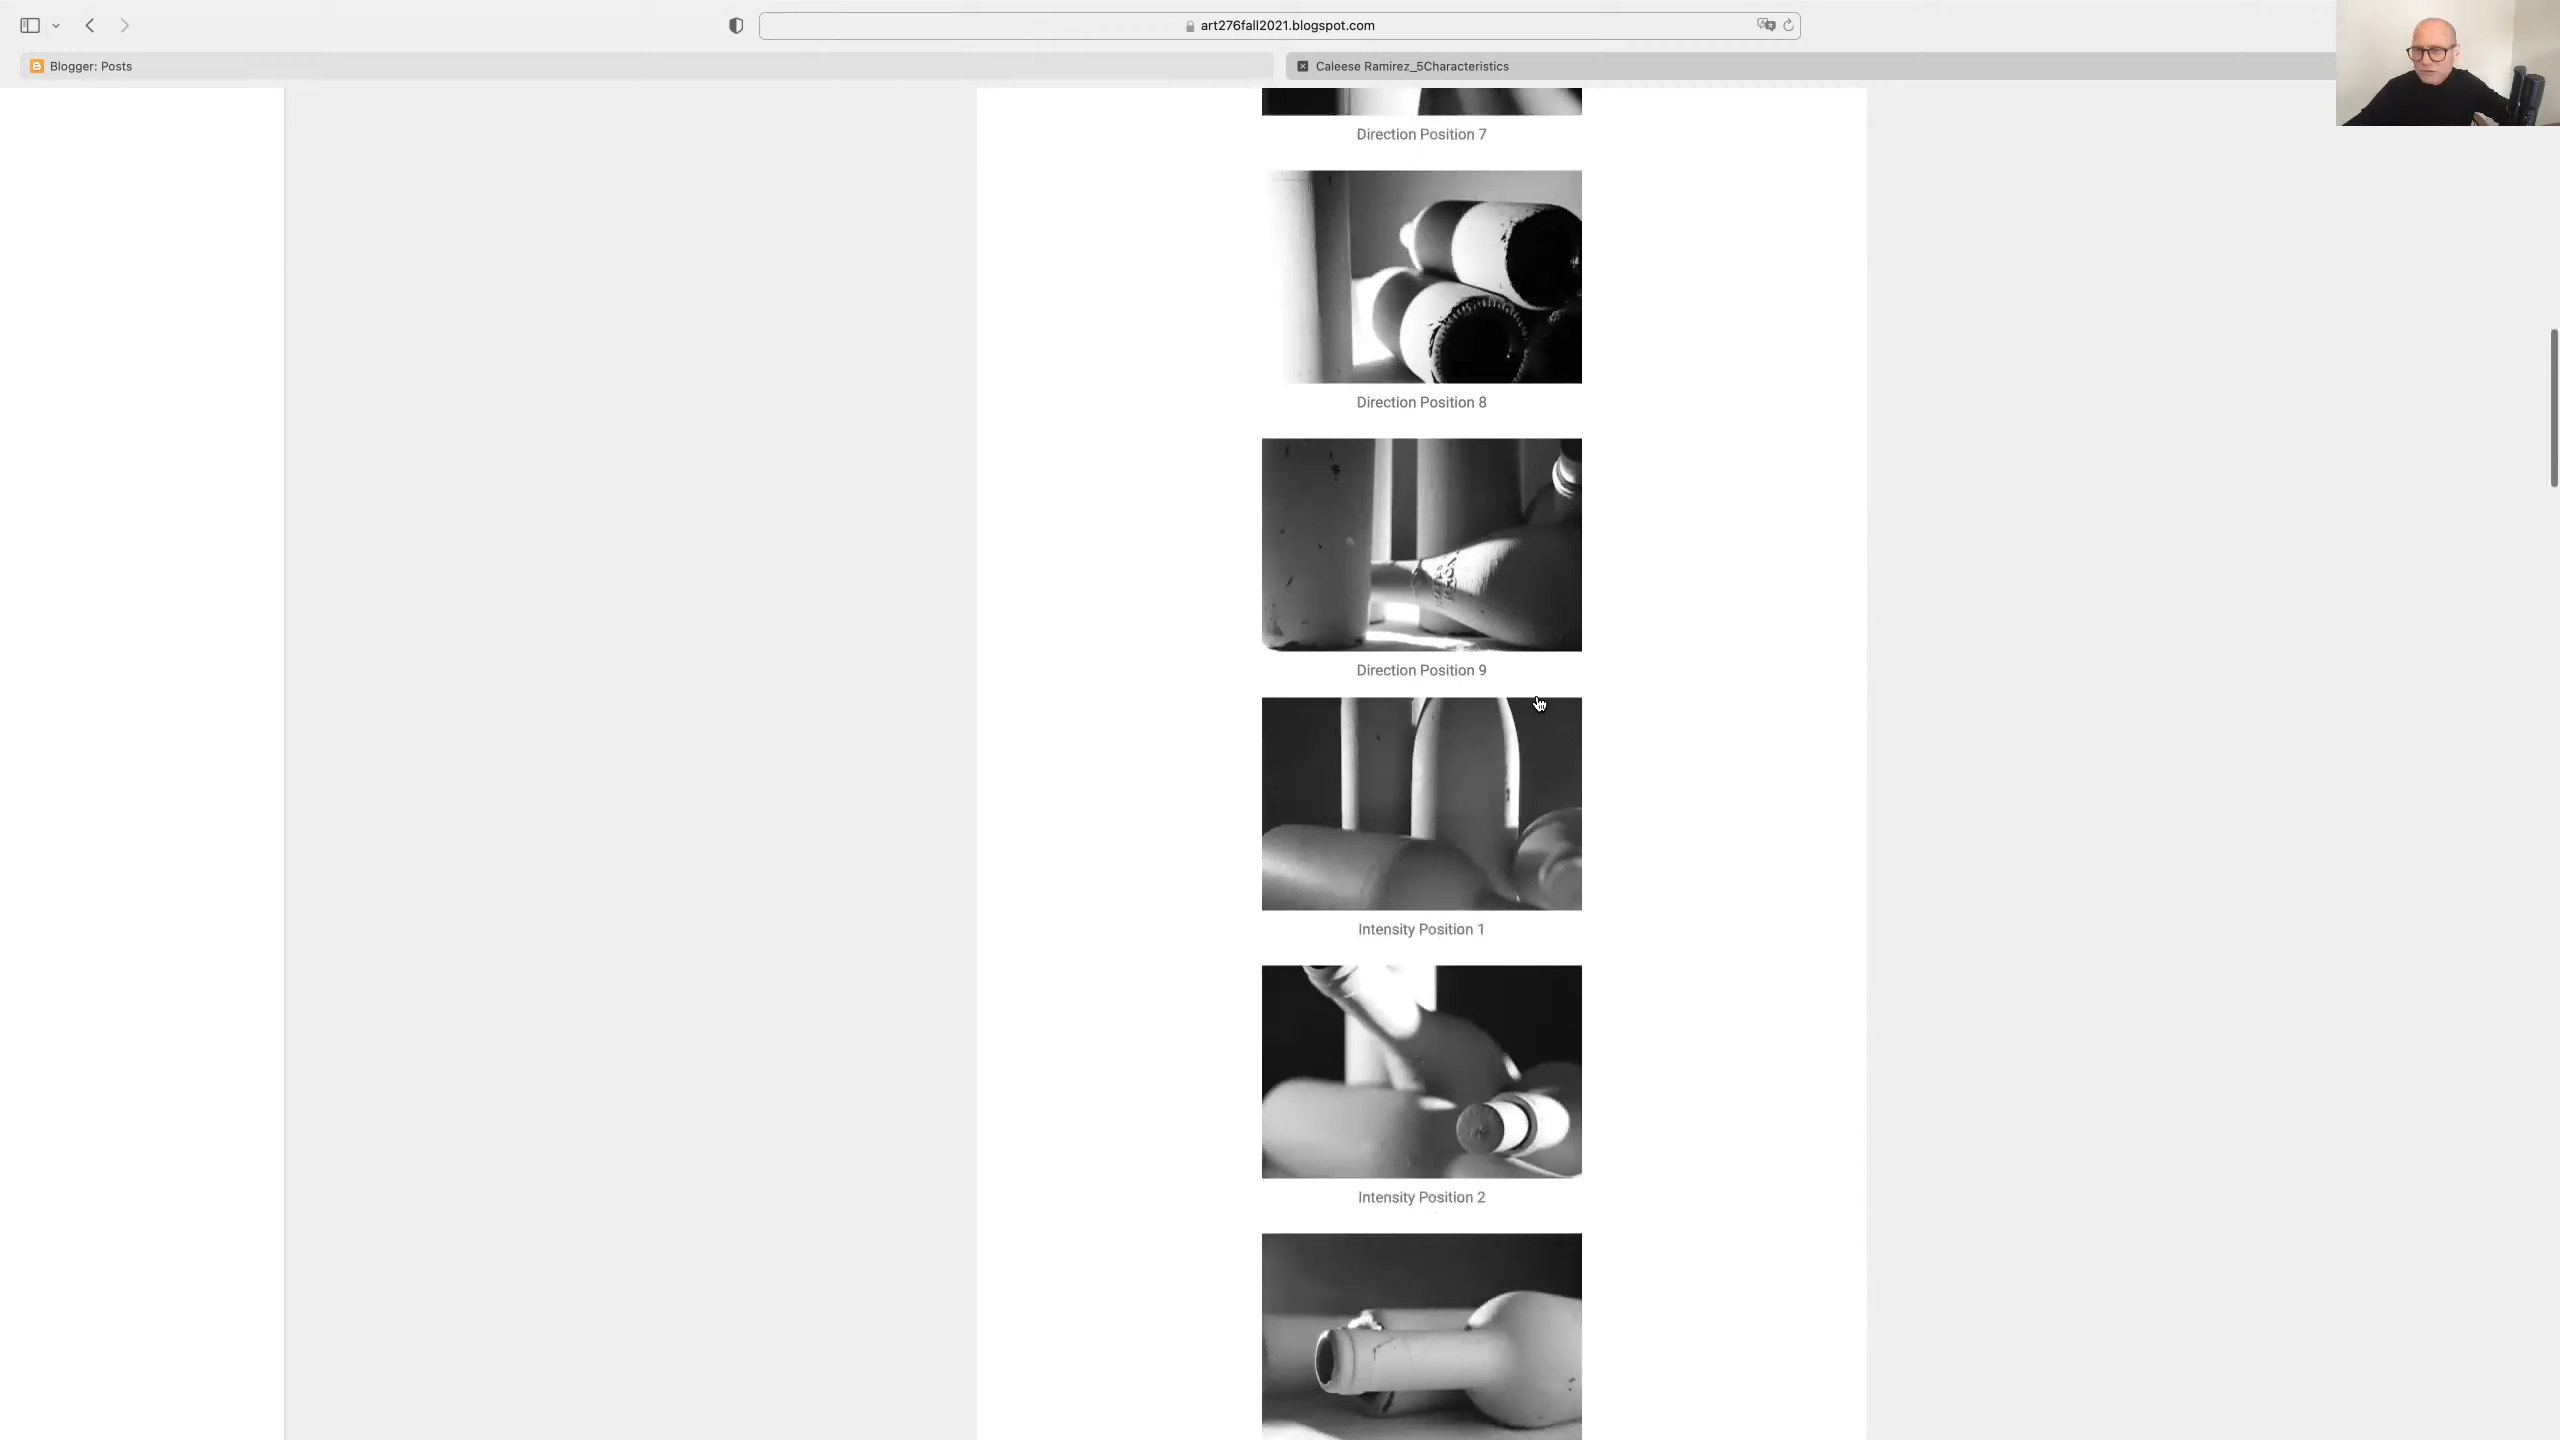 art276fall2021.blogspot.com
Blogger: Posts
Caleese Ramirez_5Characteristics
Direction Position 7
Direction Position 8
Direction Position 9
Intensity Position 1
Intensity Position 2